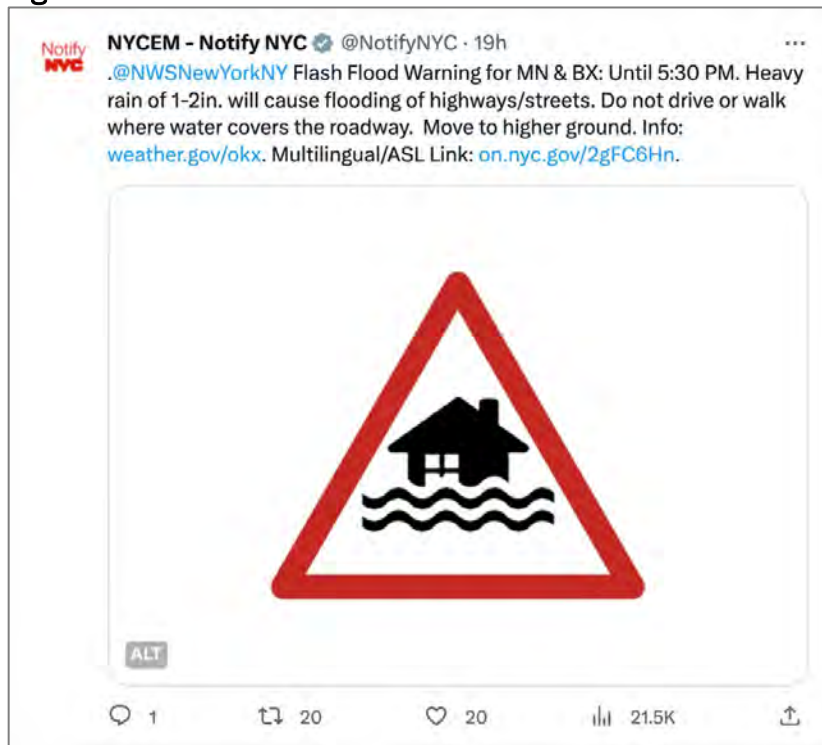 Notify
NYC
NYCEM - Notify NYC @NotifyNYC · 19h
.@NWSNewYorkNY Flash Flood Warning for MN & BX: Until 5:30 PM. Heavy
rain of 1-2in. will cause flooding of highways/streets. Do not drive or walk
where water covers the roadway. Move to higher ground. Info:
weather.gov/okx. Multilingual/ASL Link: on.nyc.gov/2gFC6Hn.
ALT
1 20 20 21.5K